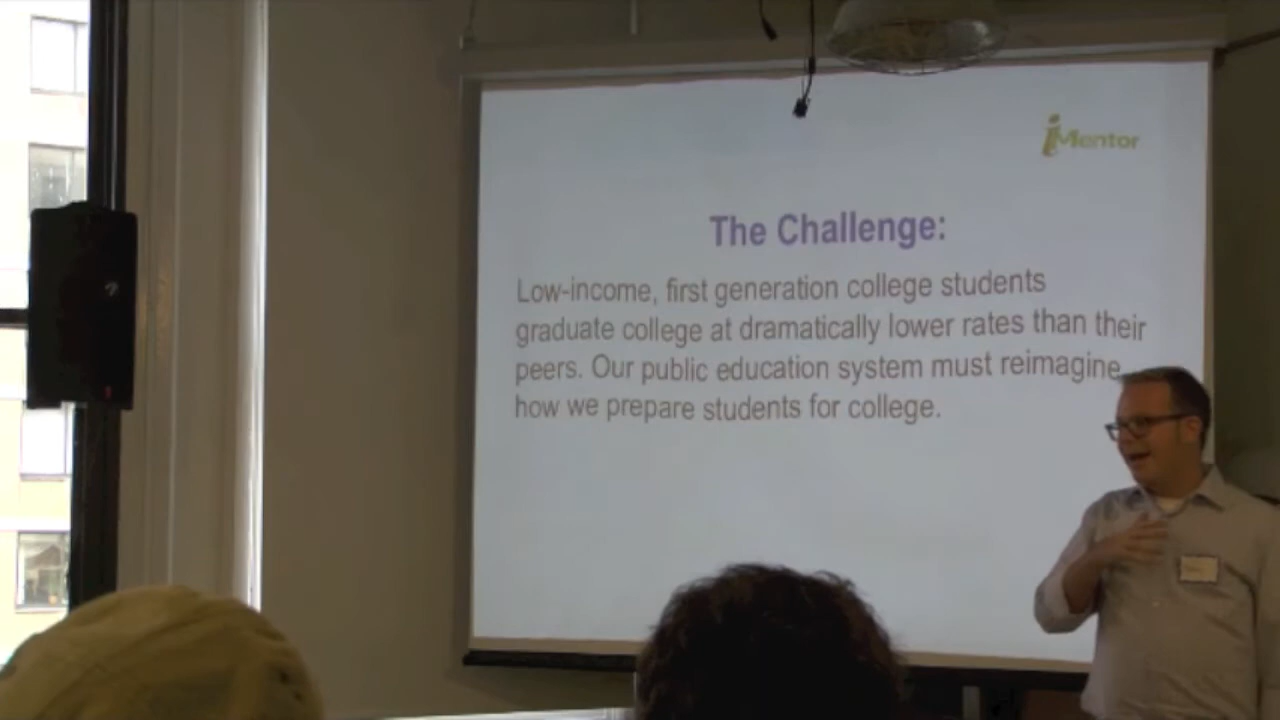 iMentor
The Challenge:
Low-income, first generation college students
graduate college at dramatically lower rates than their
peers. Our public education system must reimagine
how we prepare students for college.